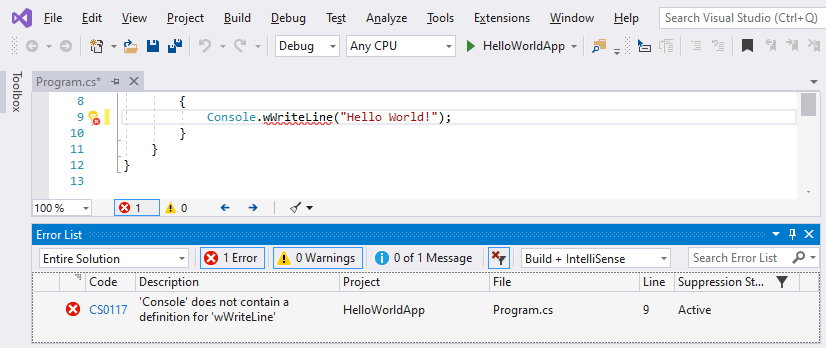 File Edit View Project Build Debug Test Analyze Tools Extensions Window Help Search Visual Studio (Ctrl+Q)
Debug Any CPU HelloWorldApp
Toolbox
Program.cs*
8 {
9 Console.wWriteLine("Hello World!");
10 }
11 }
12 }
13
100 % 1 0
Error List
Entire Solution 1 Error 0 Warnings 0 of 1 Message Build + IntelliSense Search Error List
Code Description Project File Line Suppression St...
CS0117 'Console' does not contain a definition for 'wWriteLine' HelloWorldApp Program.cs 9 Active